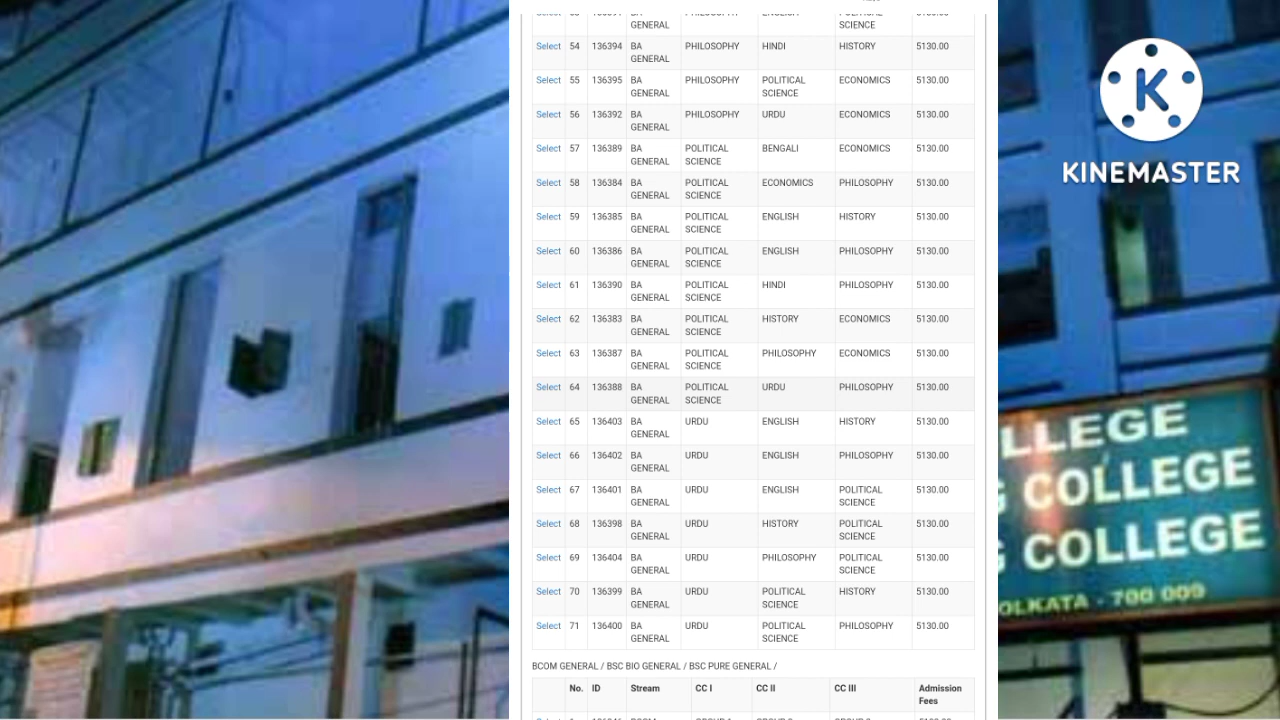 GENERAL SCIENCE
Select 54 136394 BA GENERAL PHILOSOPHY HINDI HISTORY 5130.00
Select 55 136395 BA GENERAL PHILOSOPHY POLITICAL SCIENCE ECONOMICS 5130.00
Select 56 136392 BA GENERAL PHILOSOPHY URDU ECONOMICS 5130.00
Select 57 136389 BA GENERAL POLITICAL SCIENCE BENGALI ECONOMICS 5130.00
Select 58 136384 BA GENERAL POLITICAL SCIENCE ECONOMICS PHILOSOPHY 5130.00
Select 59 136385 BA GENERAL POLITICAL SCIENCE ENGLISH HISTORY 5130.00
Select 60 136386 BA GENERAL POLITICAL SCIENCE ENGLISH PHILOSOPHY 5130.00
Select 61 136390 BA GENERAL POLITICAL SCIENCE HINDI PHILOSOPHY 5130.00
Select 62 136383 BA GENERAL POLITICAL SCIENCE HISTORY ECONOMICS 5130.00
Select 63 136387 BA GENERAL POLITICAL SCIENCE PHILOSOPHY ECONOMICS 5130.00
Select 64 136388 BA GENERAL POLITICAL SCIENCE URDU PHILOSOPHY 5130.00
Select 65 136403 BA GENERAL URDU ENGLISH HISTORY 5130.00
Select 66 136402 BA GENERAL URDU ENGLISH PHILOSOPHY 5130.00
Select 67 136401 BA GENERAL URDU ENGLISH POLITICAL SCIENCE 5130.00
Select 68 136398 BA GENERAL URDU HISTORY POLITICAL SCIENCE 5130.00
Select 69 136404 BA GENERAL URDU PHILOSOPHY POLITICAL SCIENCE 5130.00
Select 70 136399 BA GENERAL URDU POLITICAL SCIENCE HISTORY 5130.00
Select 71 136400 BA GENERAL URDU POLITICAL SCIENCE PHILOSOPHY 5130.00
BCOM GENERAL / BSC BIO GENERAL / BSC PURE GENERAL /
No. ID Stream CC I CC II CC III Admission Fees
K
KINEMASTER
LLEGE
G COLLEGE
G COLLEGE
OLKATA - 700 009